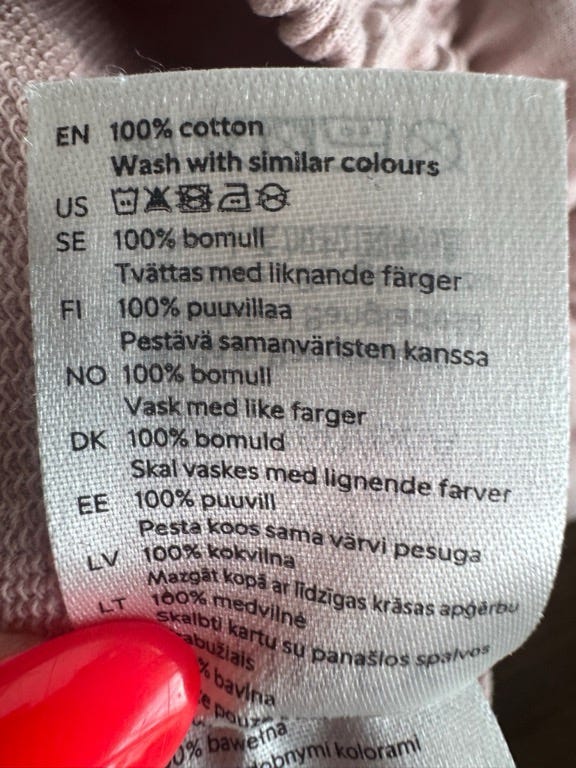 EN 100% cotton
Wash with similar colours
US
SE 100% bomull
Tvättas med liknande färger
FI 100% puuvillaa
Pestävä samanväristen kanssa
NO 100% bomull
Vask med like farger
DK 100% bomuld
Skal vaskes med lignende farver
EE 100% puuvill
Pesta koos sama värvi pesuga
LV 100% kokvilna
Mazgāt kopā ar līdzīgas krāsas apģērbu
LT 100% medvilnė
Skalbti kartu su panašios spalvos
abužiais
% bavlna
0% bawełna
obnymi kolorami